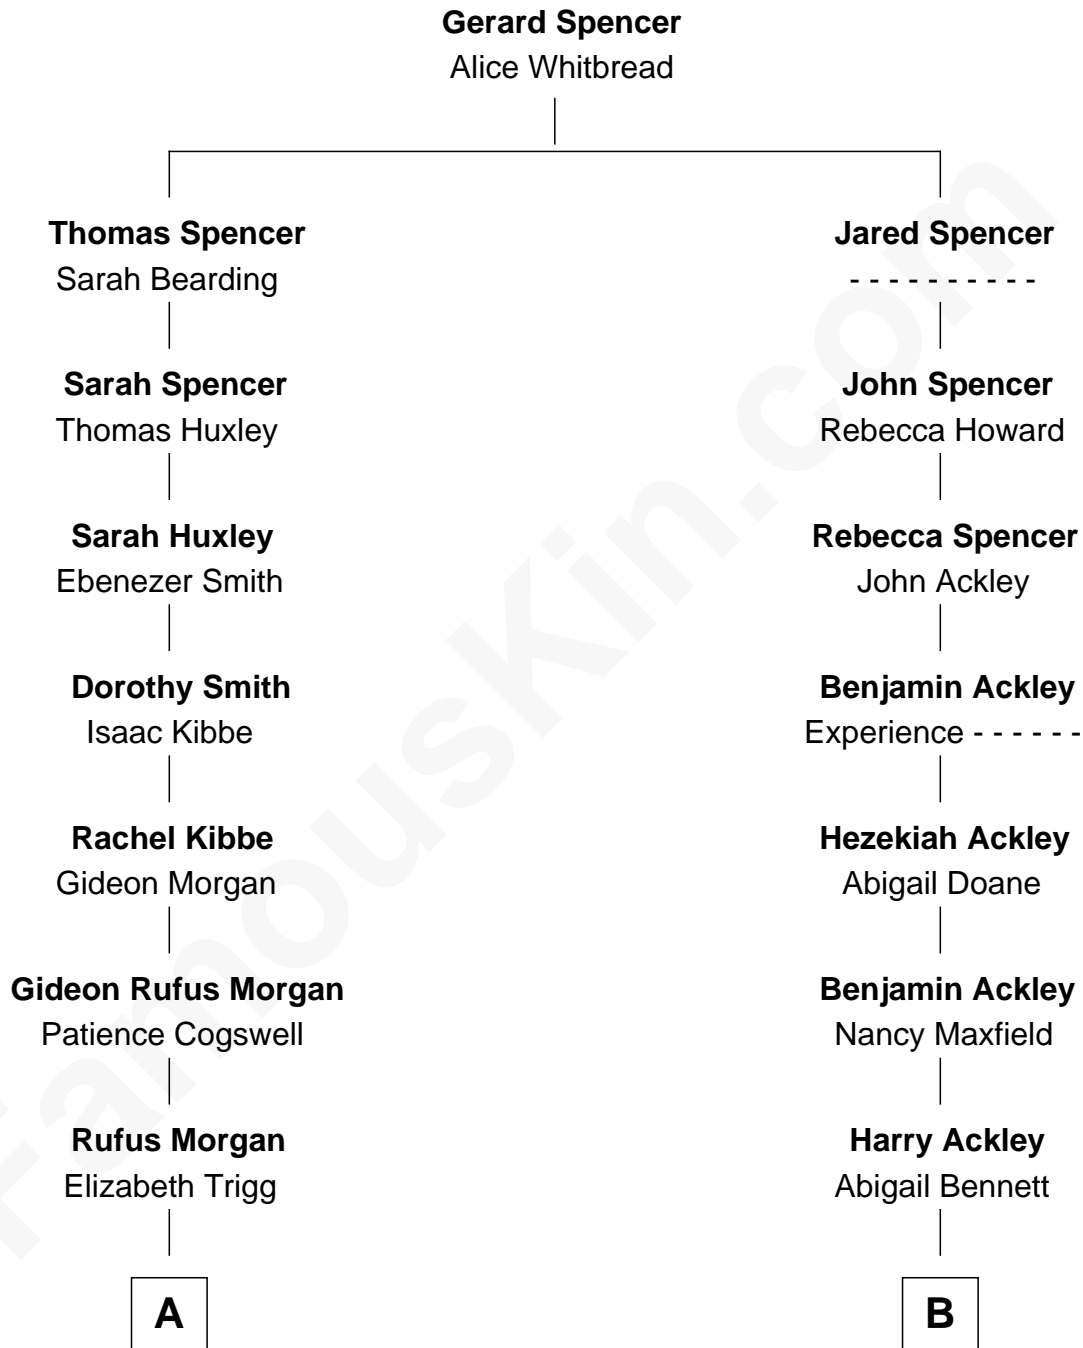 Gerard Spencer
Alice Whitbread
Thomas Spencer
Sarah Bearding
Jared Spencer
- - - - - - - - - -
Sarah Spencer
Thomas Huxley
John Spencer
Rebecca Howard
Sarah Huxley
Ebenezer Smith
Rebecca Spencer
John Ackley
Dorothy Smith
Isaac Kibbe
Benjamin Ackley
Experience - - - - - -
Rachel Kibbe
Gideon Morgan
Hezekiah Ackley
Abigail Doane
Gideon Rufus Morgan
Patience Cogswell
Benjamin Ackley
Nancy Maxfield
Rufus Morgan
Elizabeth Trigg
Harry Ackley
Abigail Bennett
A
B
FamousKin.com